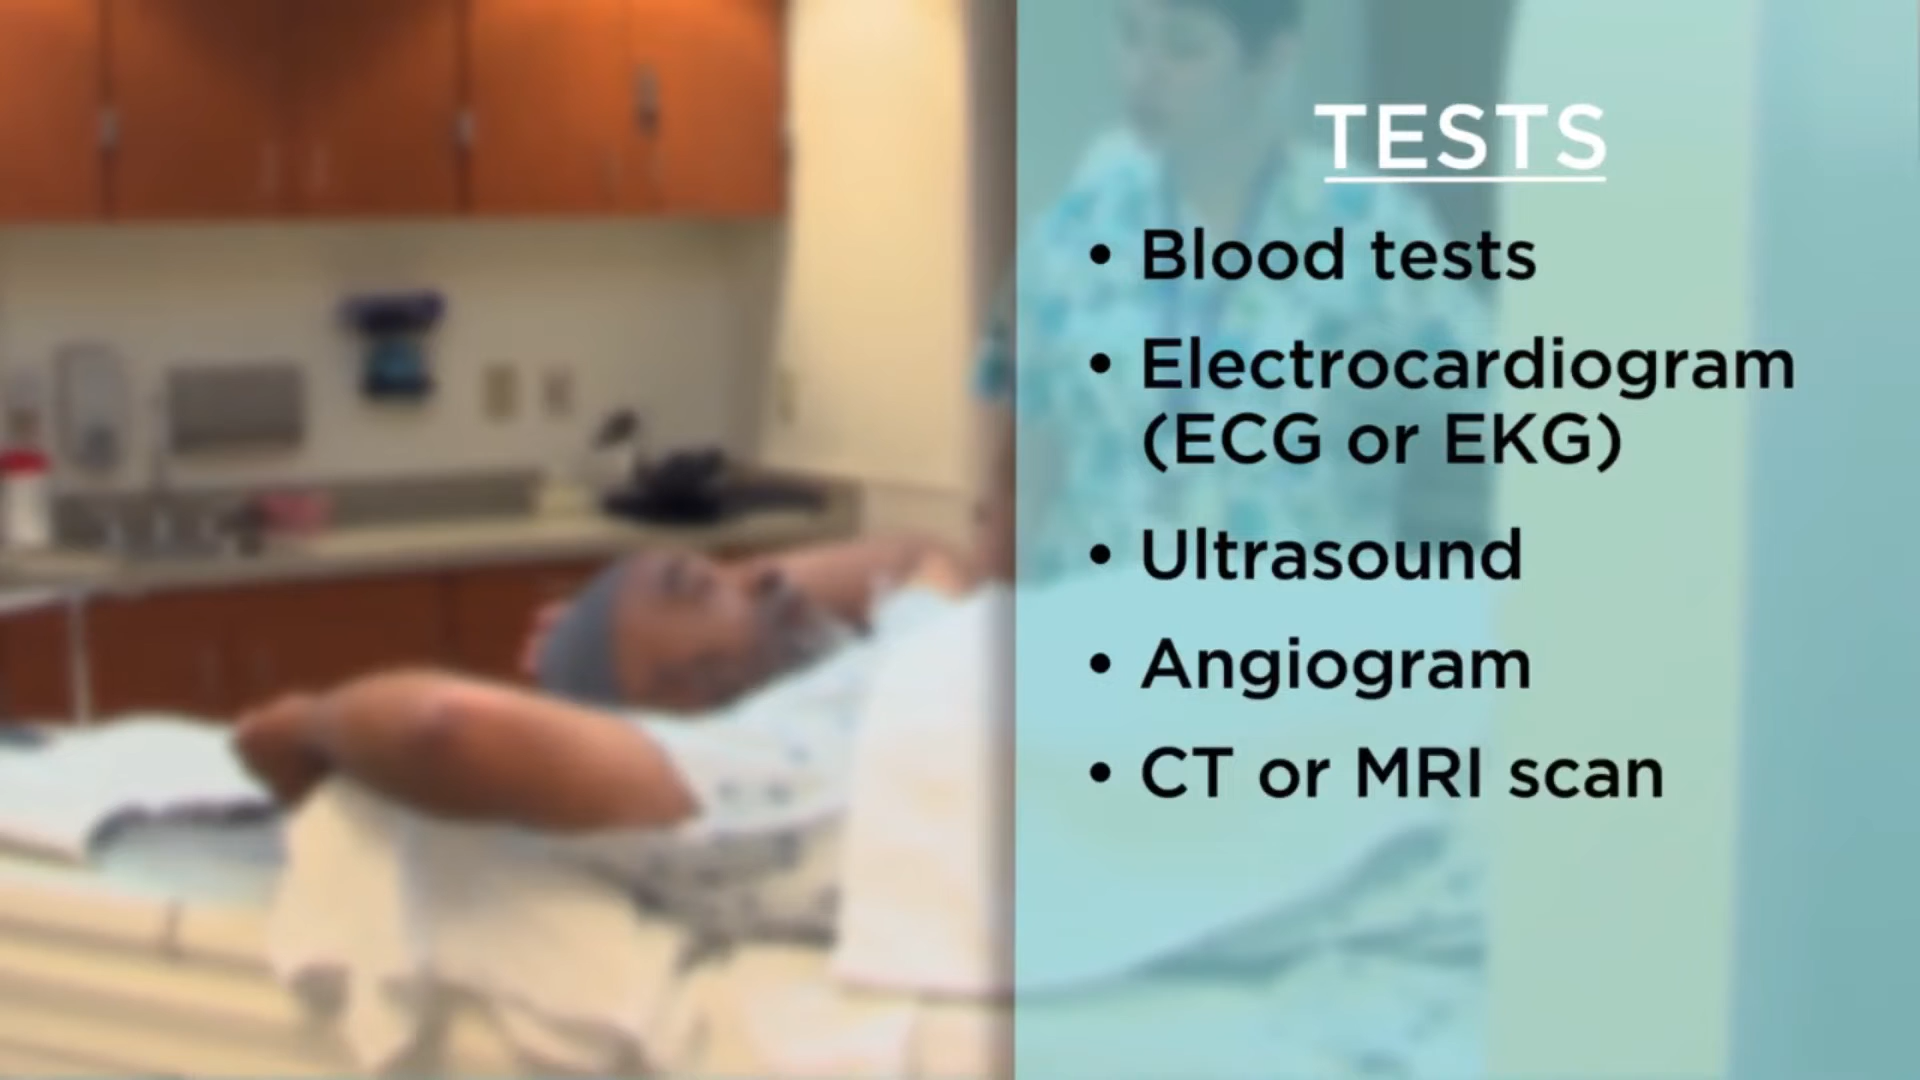 TESTS
• Blood tests
• Electrocardiogram
(ECG or EKG)
• Ultrasound
• Angiogram
• CT or MRI scan